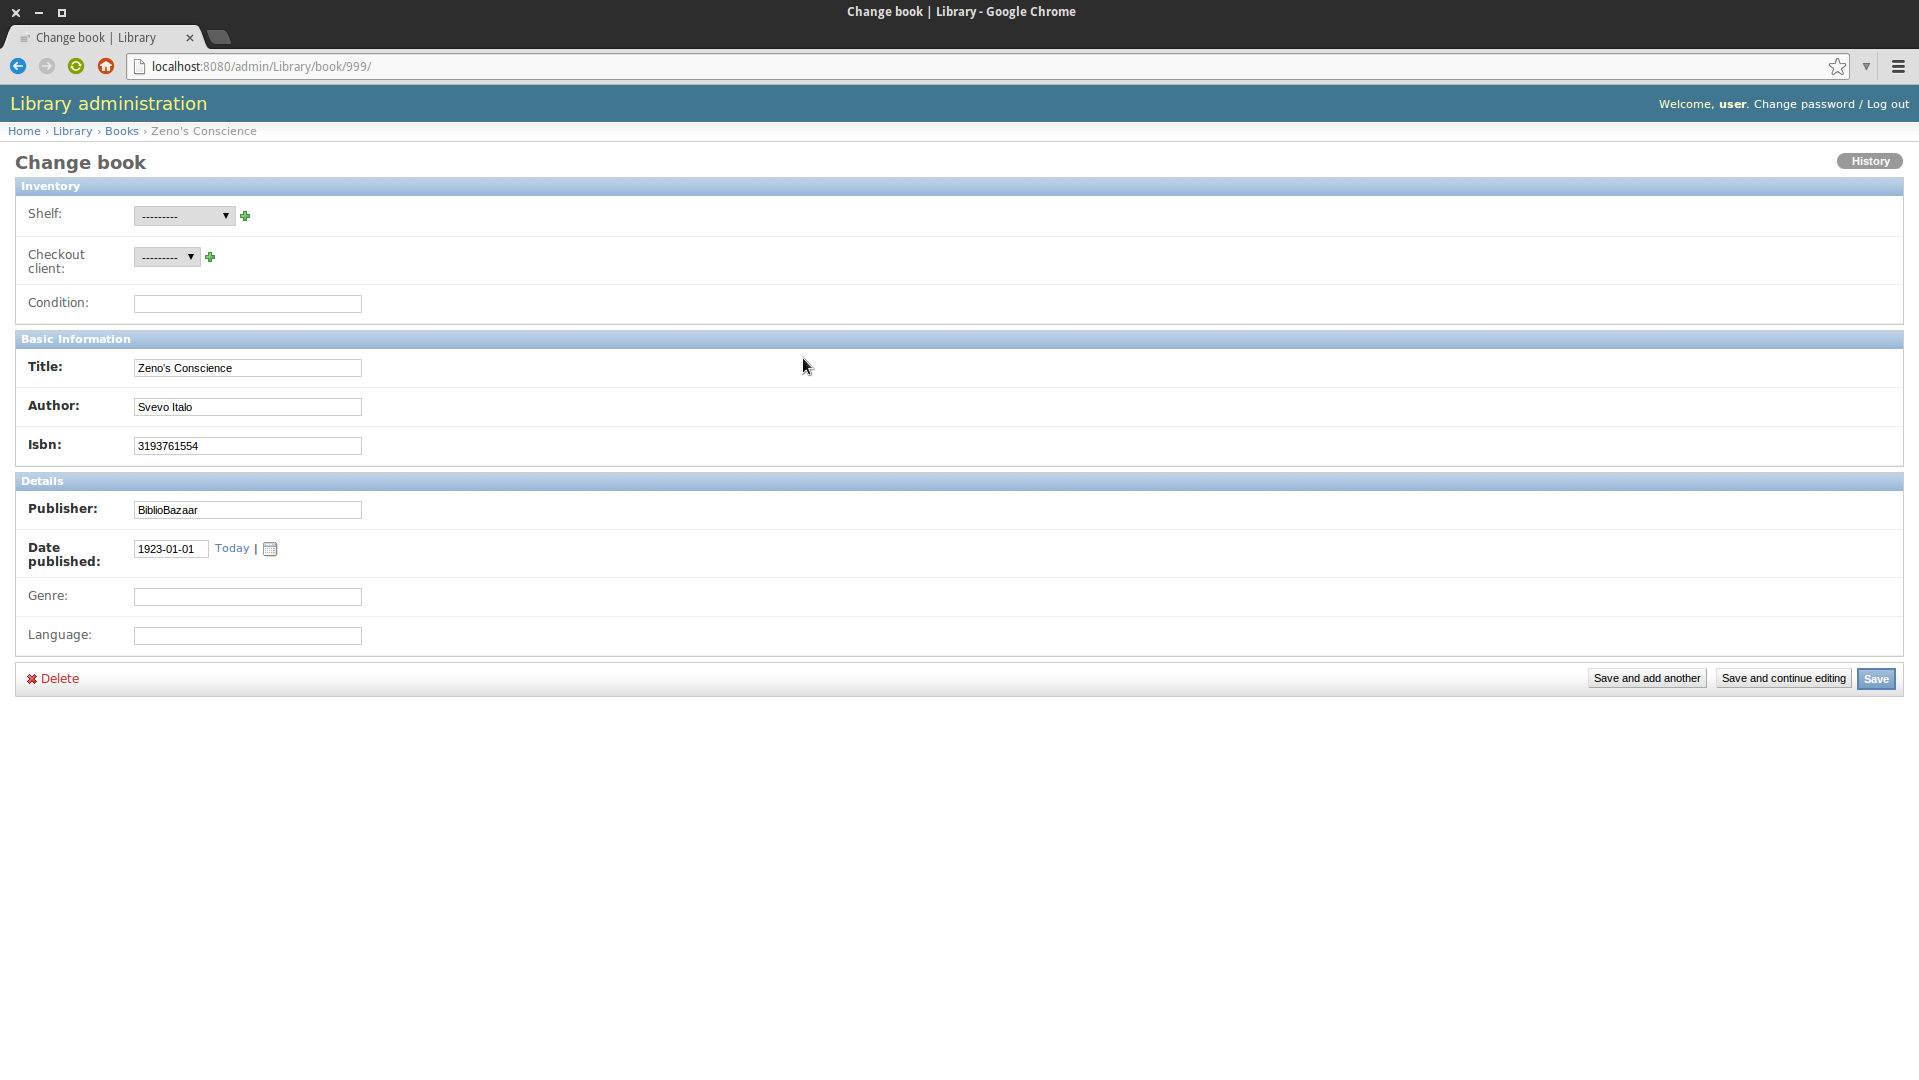 Change book | Library - Google Chrome
Change book | Library
localhost:8080/admin/Library/book/999/
Library administration
Welcome, user. Change password / Log out
Home › Library › Books › Zeno's Conscience
Change book
History
Inventory
Shelf:
---------
Checkout
client:
---------
Condition:
Basic Information
Title:
Zeno's Conscience
Author:
Svevo Italo
Isbn:
3193761554
Details
Publisher:
BiblioBazaar
Date
published:
1923-01-01
Today |
Genre:
Language:
Delete
Save and add another
Save and continue editing
Save